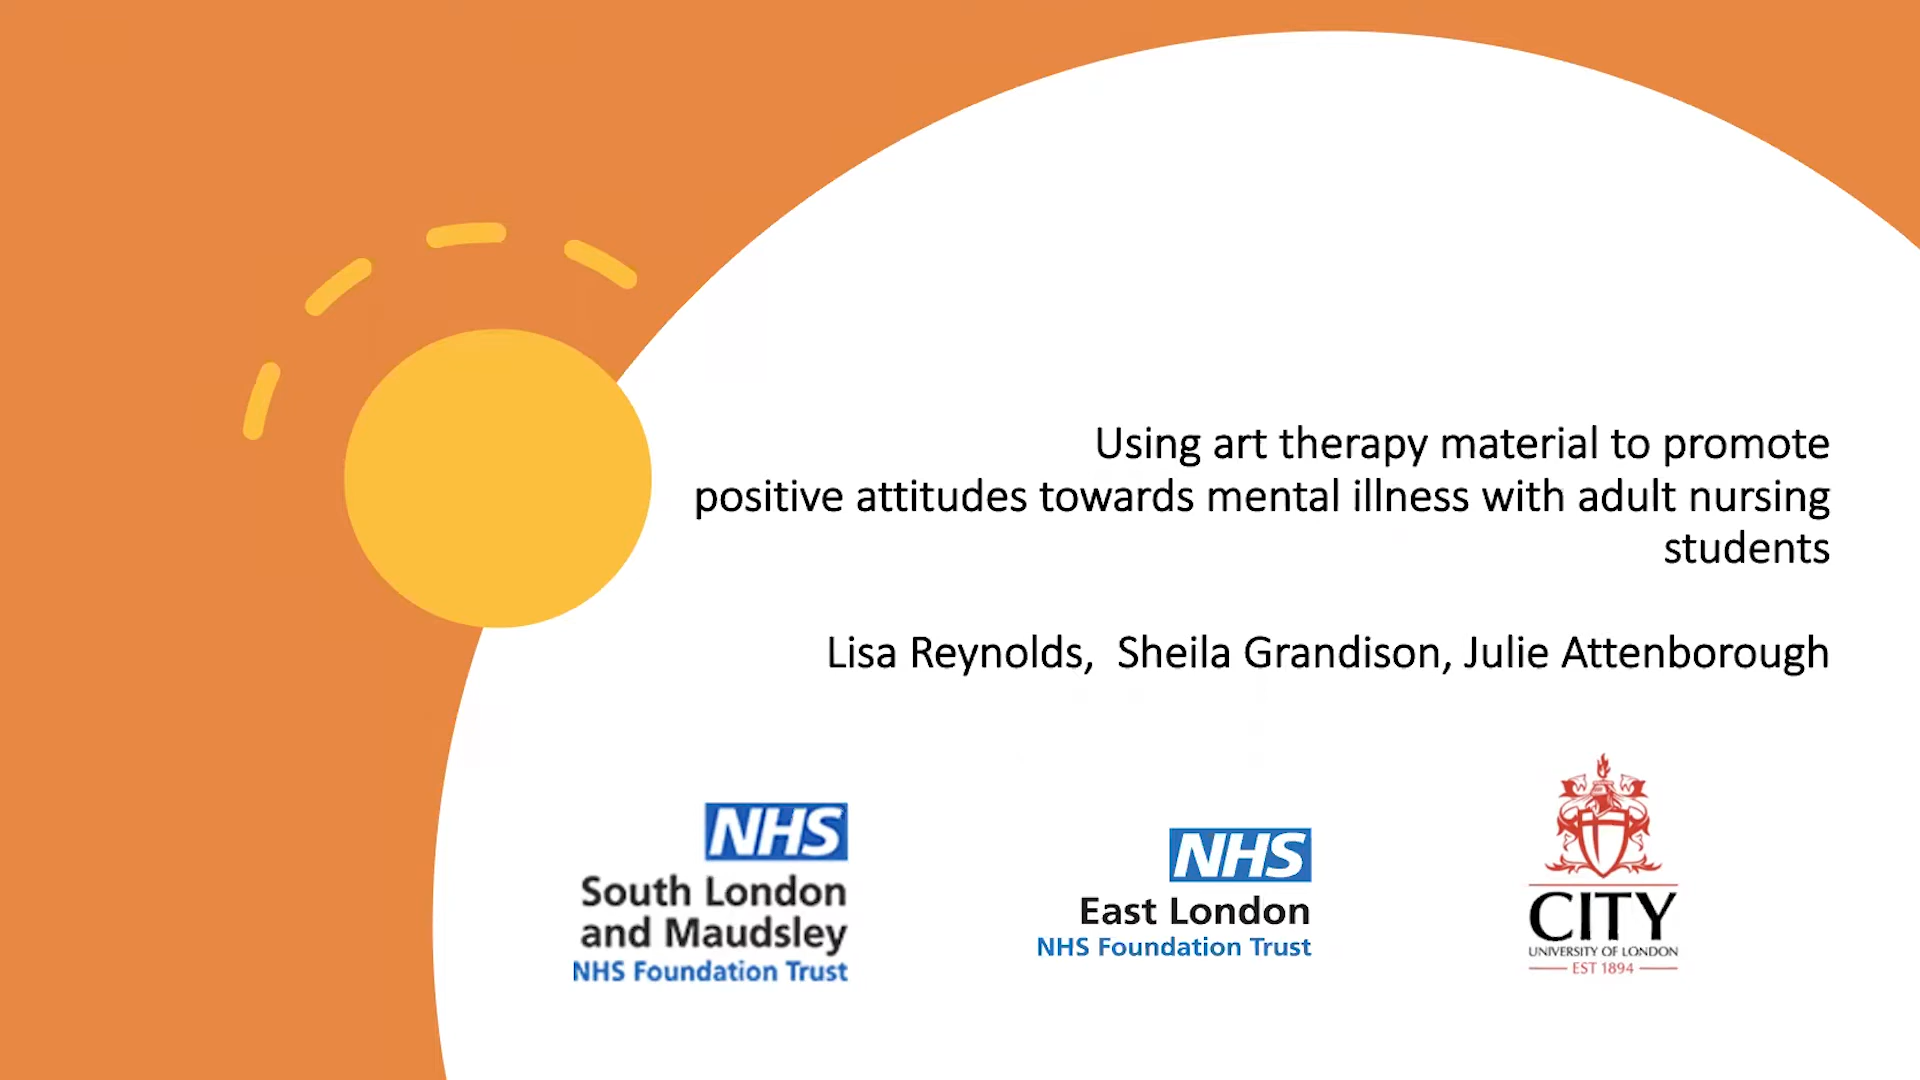 Using art therapy material to promote
positive attitudes towards mental illness with adult nursing
students
Lisa Reynolds, Sheila Grandison, Julie Attenborough
NHS
South London
and Maudsley
NHS Foundation Trust
NHS
East London
NHS Foundation Trust
CITY
UNIVERSITY OF LONDON
EST 1894